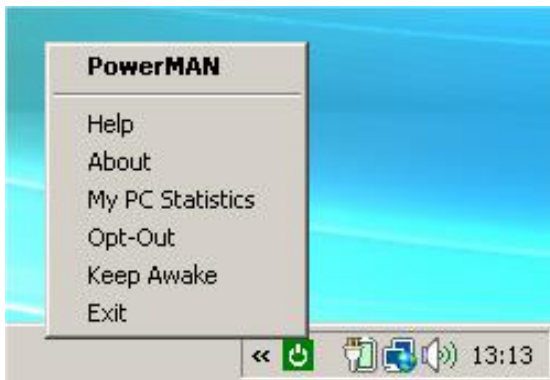 PowerMAN
Help
About
My PC Statistics
Opt-Out
Keep Awake
Exit
« 13:13